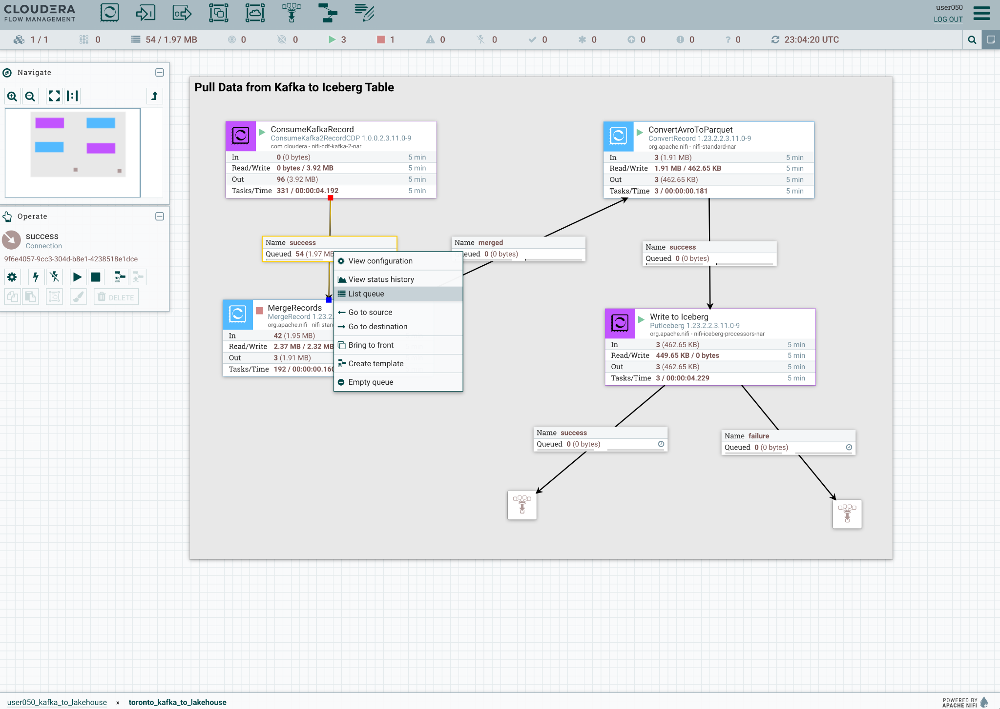 CLOUDERA
FLOW MANAGEMENT
user050
LOG OUT
1 / 1
0
54 / 1.97 MB
0
0
3
1
0
0
0
0
0
0
? 0
23:04:20 UTC
Navigate
Operate
success
Connection
9f6e4057-9cc3-304d-b8e1-4238518e1dce
DELETE
Pull Data from Kafka to Iceberg Table
ConsumeKafkaRecord
ConsumeKafka2RecordCDP 1.0.0.2.3.11.0-9
com.cloudera - nifi-cdf-kafka-2-nar
In 0 (0 bytes) 5 min
Read/Write 0 bytes / 3.92 MB 5 min
Out 96 (3.92 MB) 5 min
Tasks/Time 331 / 00:00:04.192 5 min
ConvertAvroToParquet
ConvertRecord 1.23.2.2.3.11.0-9
org.apache.nifi - nifi-standard-nar
In 3 (1.91 MB) 5 min
Read/Write 1.91 MB / 462.65 KB 5 min
Out 3 (462.65 KB) 5 min
Tasks/Time 3 / 00:00:00.181 5 min
Name success
Queued 54 (1.97 MB
Name merged
eued 0 (0 bytes)
Name success
Queued 0 (0 bytes)
View configuration
View status history
List queue
Go to source
Go to destination
Bring to front
Create template
Empty queue
MergeRecords
MergeRecord 1.23.2.
org.apache.nifi - nifi-stan
In 42 (1.95 MB)
Read/Write 2.37 MB / 2.32 MB
Out 3 (1.91 MB)
Tasks/Time 192 / 00:00:00.160
Write to Iceberg
PutIceberg 1.23.2.2.3.11.0-9
org.apache.nifi - nifi-iceberg-processors-nar
In 3 (462.65 KB) 5 min
Read/Write 449.65 KB / 0 bytes 5 min
Out 3 (462.65 KB) 5 min
Tasks/Time 3 / 00:00:04.229 5 min
Name success
Queued 0 (0 bytes)
Name failure
Queued 0 (0 bytes)
user050_kafka_to_lakehouse » toronto_kafka_to_lakehouse
POWERED BY
APACHE NIFI